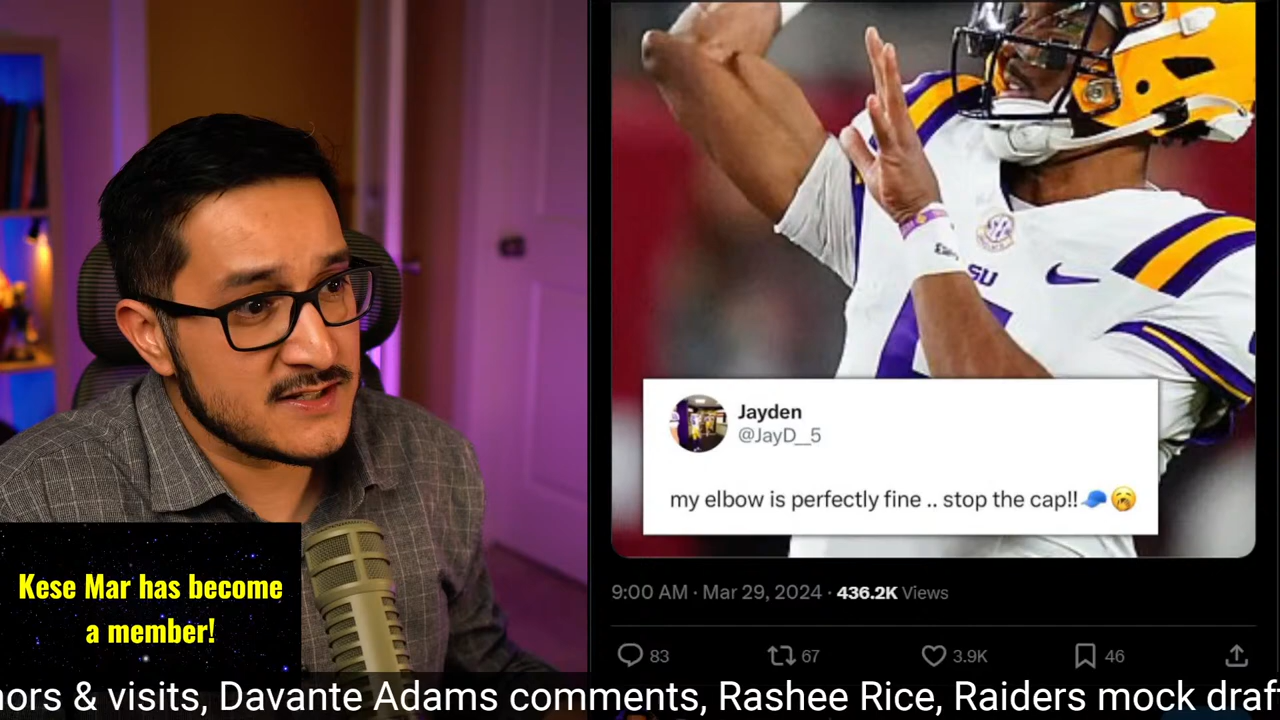 SU
Jayden
@JayD__5
my elbow is perfectly fine .. stop the cap!!🧢😭
9:00 AM · Mar 29, 2024 · 436.2K Views
83 67 3.9K 46
Kese Mar has become
a member!
nors & visits, Davante Adams comments, Rashee Rice, Raiders mock draf